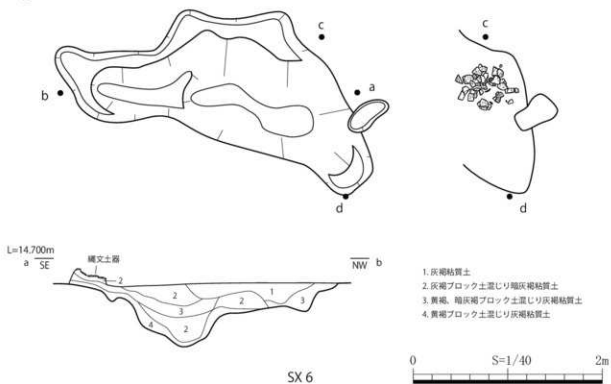 c
c
b
a
d
d
L=14.700m
a SE
縄文土器
NW b
2
2
1
3
2
3
4
2
1. 灰褐粘質土
2. 灰褐ブロック土混じり暗灰褐粘質土
3. 黄褐、暗灰褐ブロック土混じり灰褐粘質土
4. 黄褐ブロック土混じり灰褐粘質土
SX 6
0 S=1/40 2m